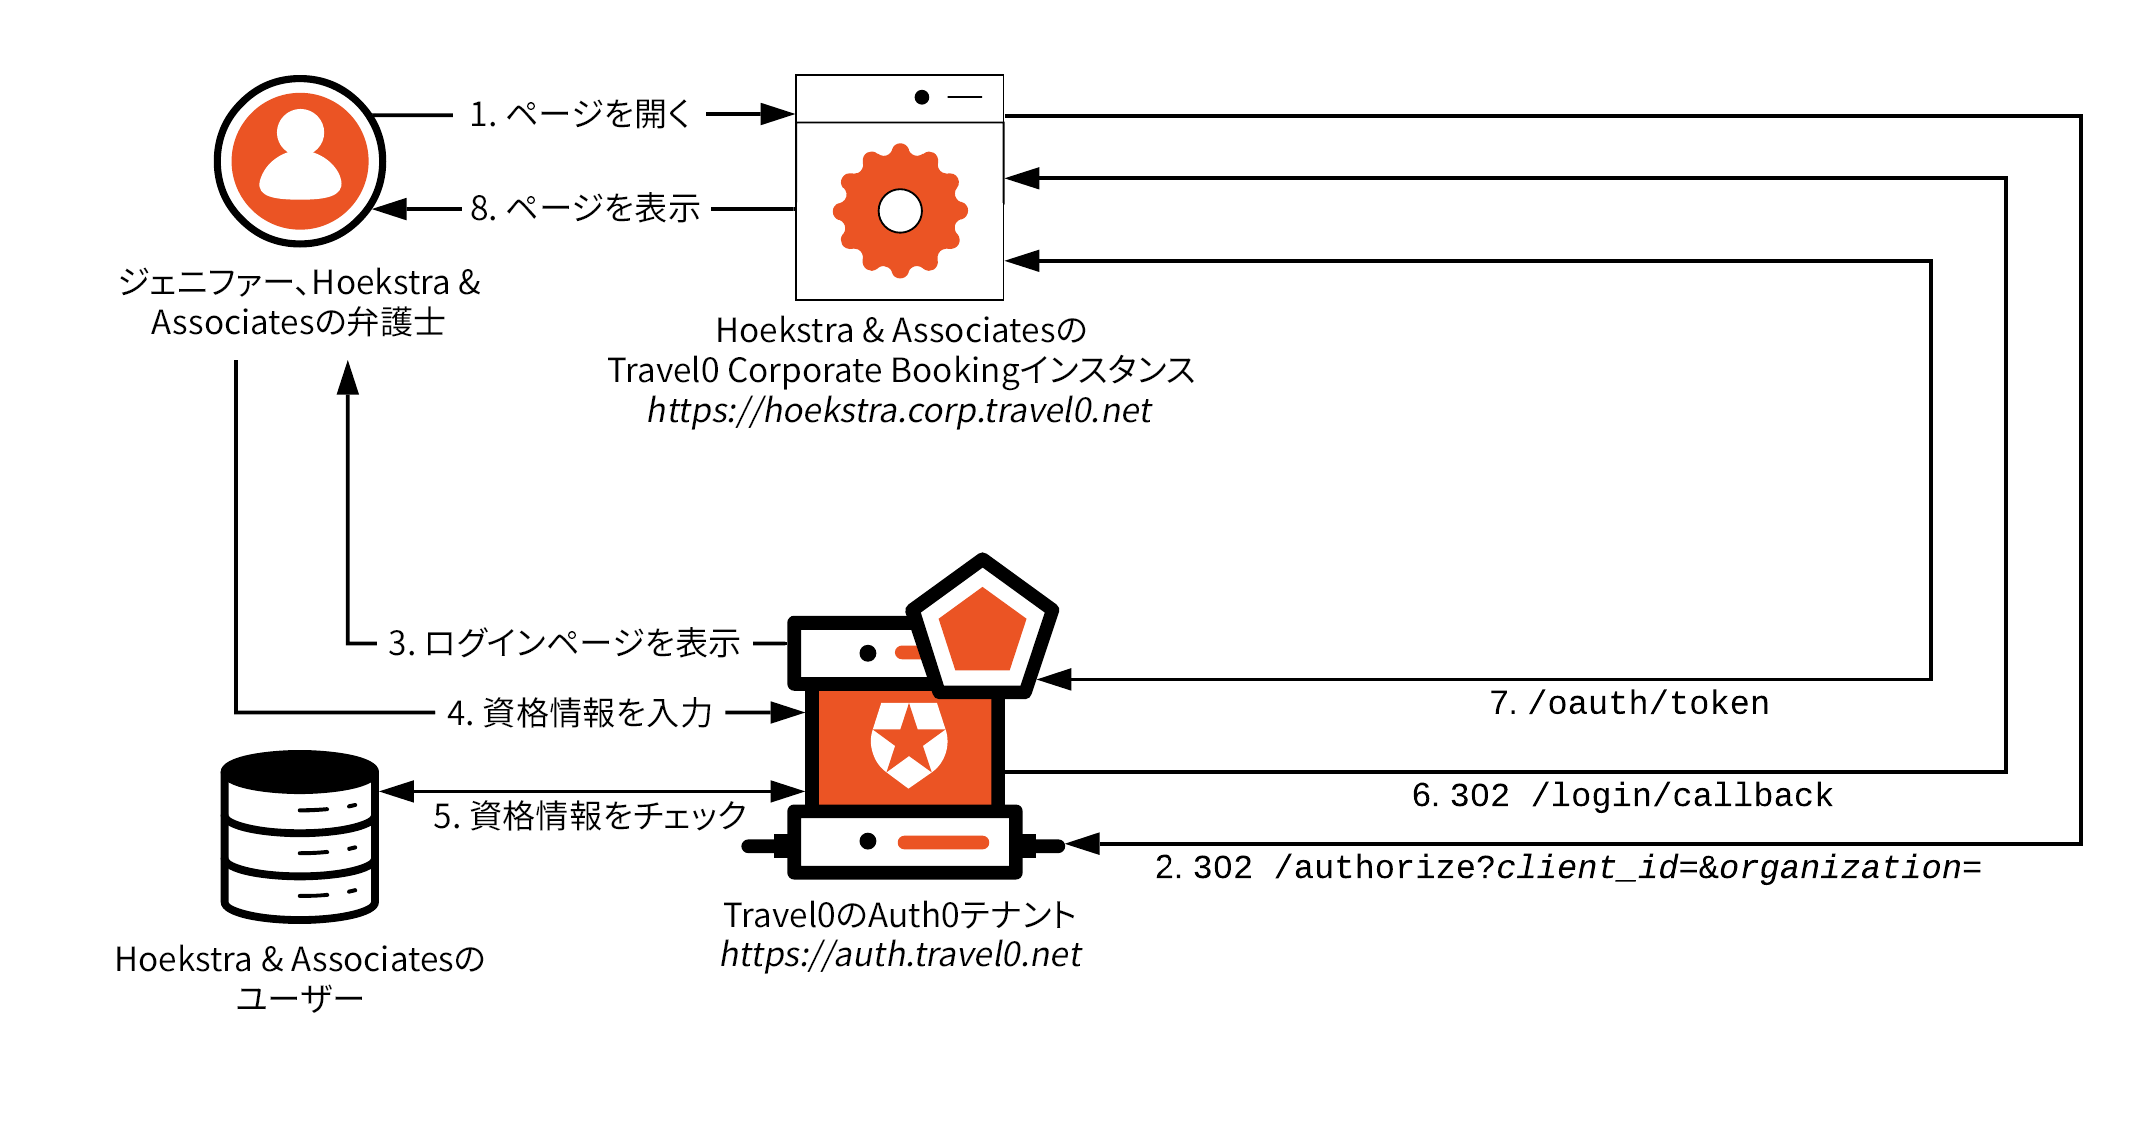 1. ページを開く
8. ページを表示
ジェニファー、Hoekstra &
Associatesの弁護士
Hoekstra & Associatesの
Travel0 Corporate Bookingインスタンス
https://hoekstra.corp.travel0.net
3. ログインページを表示
4. 資格情報を入力
5. 資格情報をチェック
7. /oauth/token
6. 302 /login/callback
2. 302 /authorize?client_id=&organization=
Travel0のAuth0テナント
https://auth.travel0.net
Hoekstra & Associatesの
ユーザー